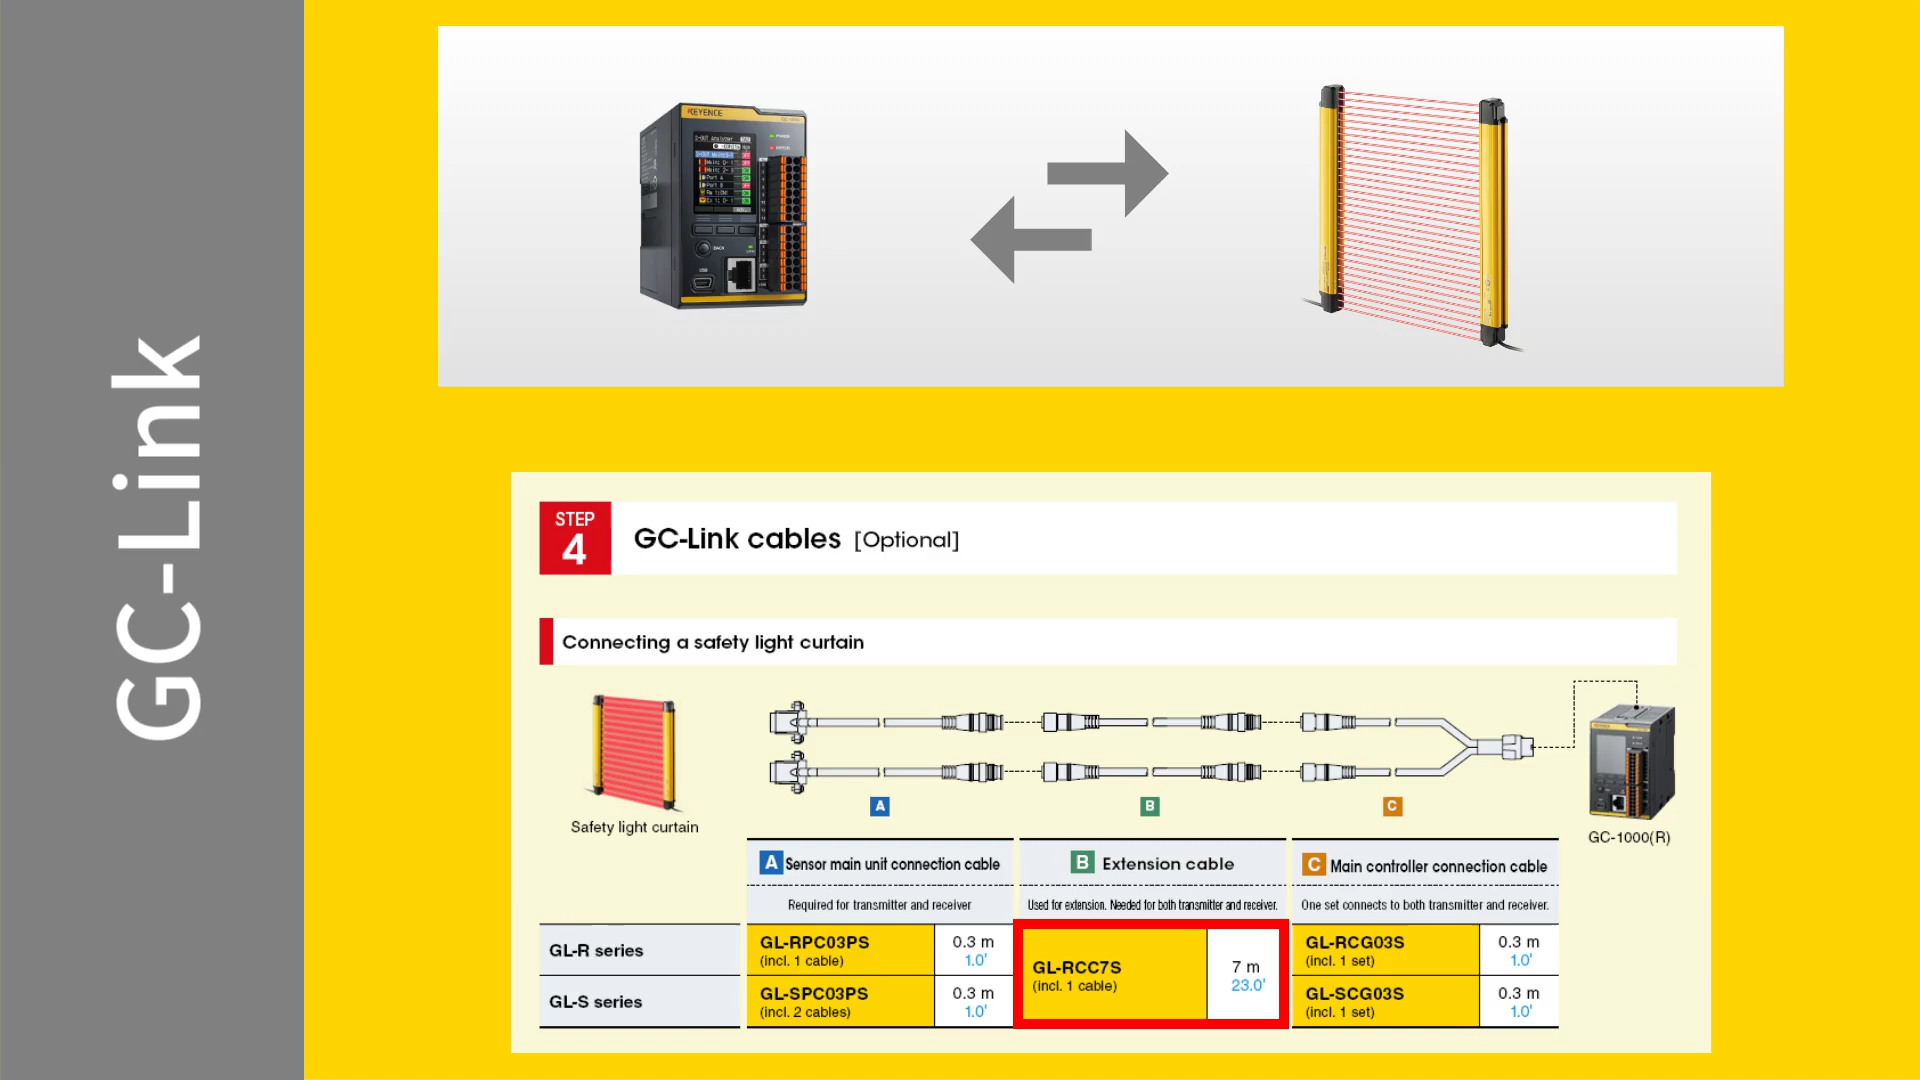 GC-Link
KEYENCE
BACK
USB
STEP
4
GC-Link cables [Optional]
Connecting a safety light curtain
Safety light curtain
A
B
C
GC-1000(R)
A Sensor main unit connection cable
B Extension cable
C Main controller connection cable
Required for transmitter and receiver
Used for extension. Needed for both transmitter and receiver.
One set connects to both transmitter and receiver.
GL-R series
GL-RPC03PS
(incl. 1 cable)
0.3 m
1.0'
GL-RCC7S
(incl. 1 cable)
7 m
23.0'
GL-RCG03S
(incl. 1 set)
0.3 m
1.0'
GL-S series
GL-SPC03PS
(incl. 2 cables)
0.3 m
1.0'
GL-SCG03S
(incl. 1 set)
0.3 m
1.0'